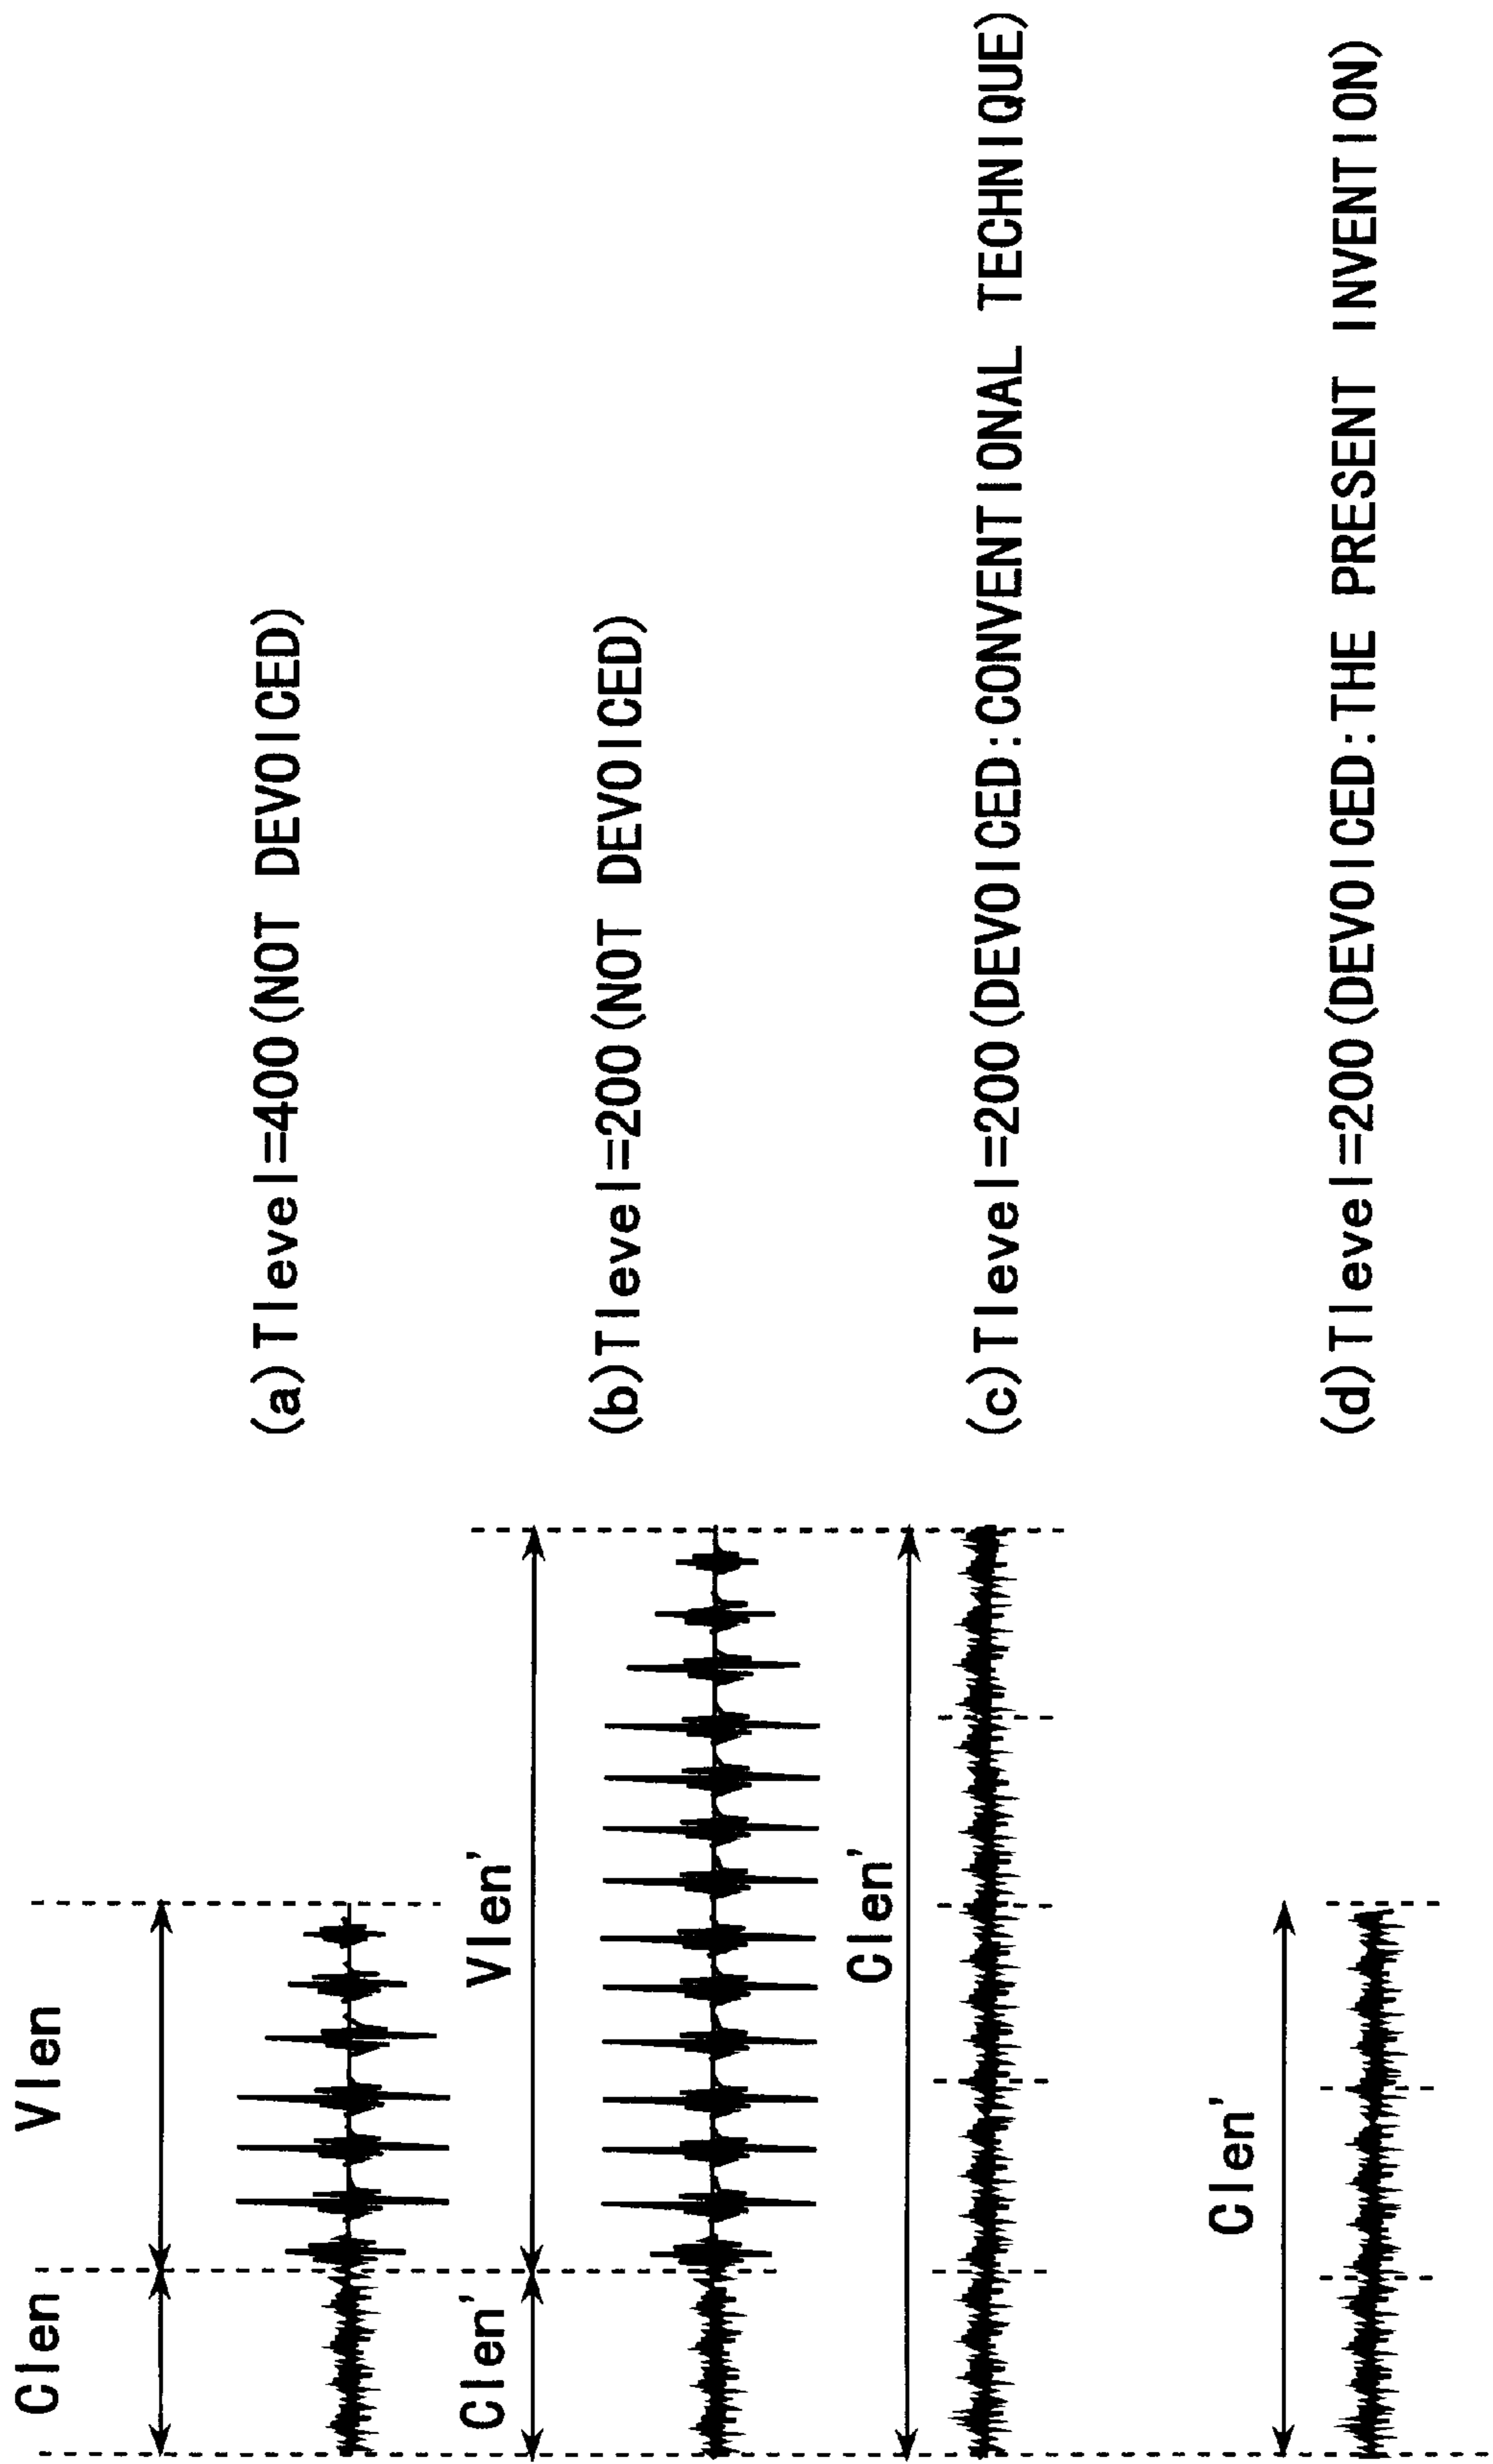 Clen
Vlen
(a)Tlevel=400(NOT DEVOICED)
Clen'
Vlen'
(b)Tlevel=200(NOT DEVOICED)
Clen'
(c)Tlevel=200(DEVOICED:CONVENTIONAL TECHNIQUE)
Clen'
(d)Tlevel=200(DEVOICED:THE PRESENT INVENTION)